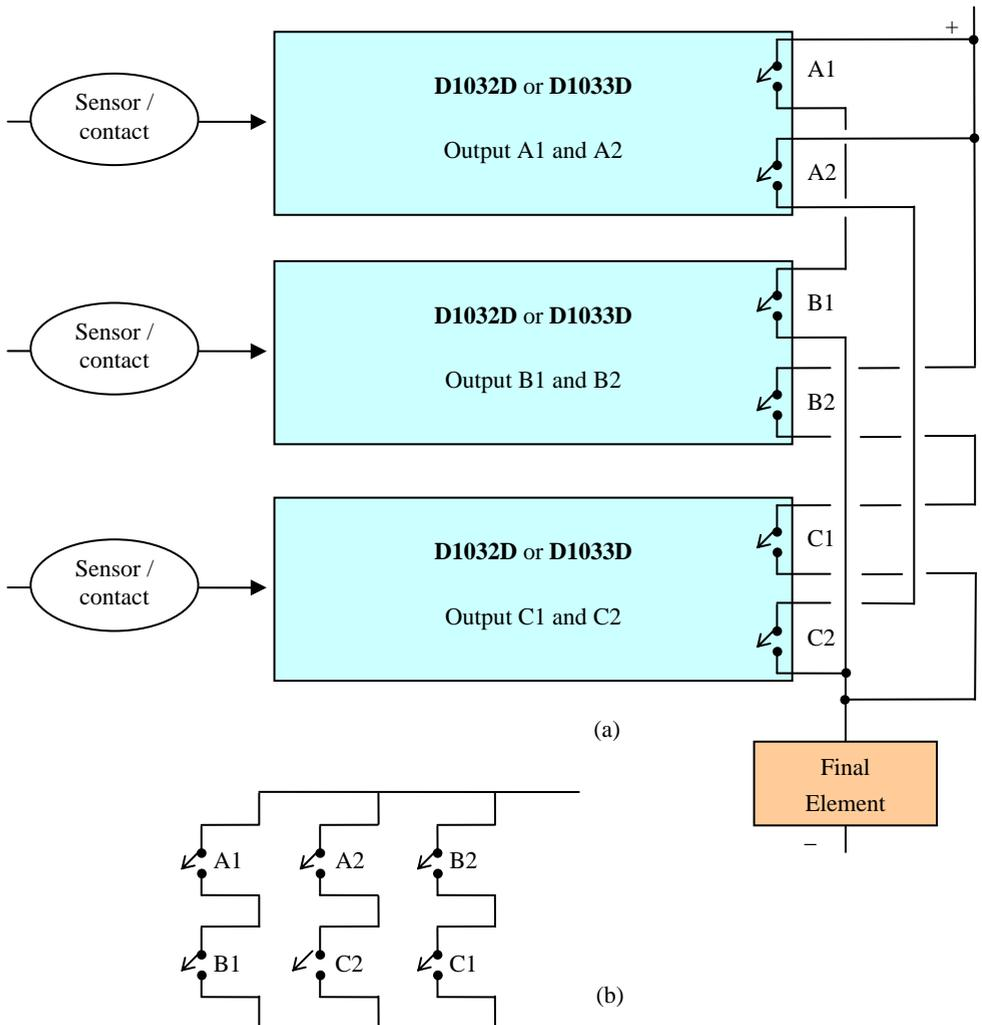 +
Sensor /
contact
D1032D or D1033D
Output A1 and A2
A1
A2
Sensor /
contact
D1032D or D1033D
Output B1 and B2
B1
B2
Sensor /
contact
D1032D or D1033D
Output C1 and C2
C1
C2
(a)
Final
Element
–
A1
A2
B2
B1
C2
C1
(b)